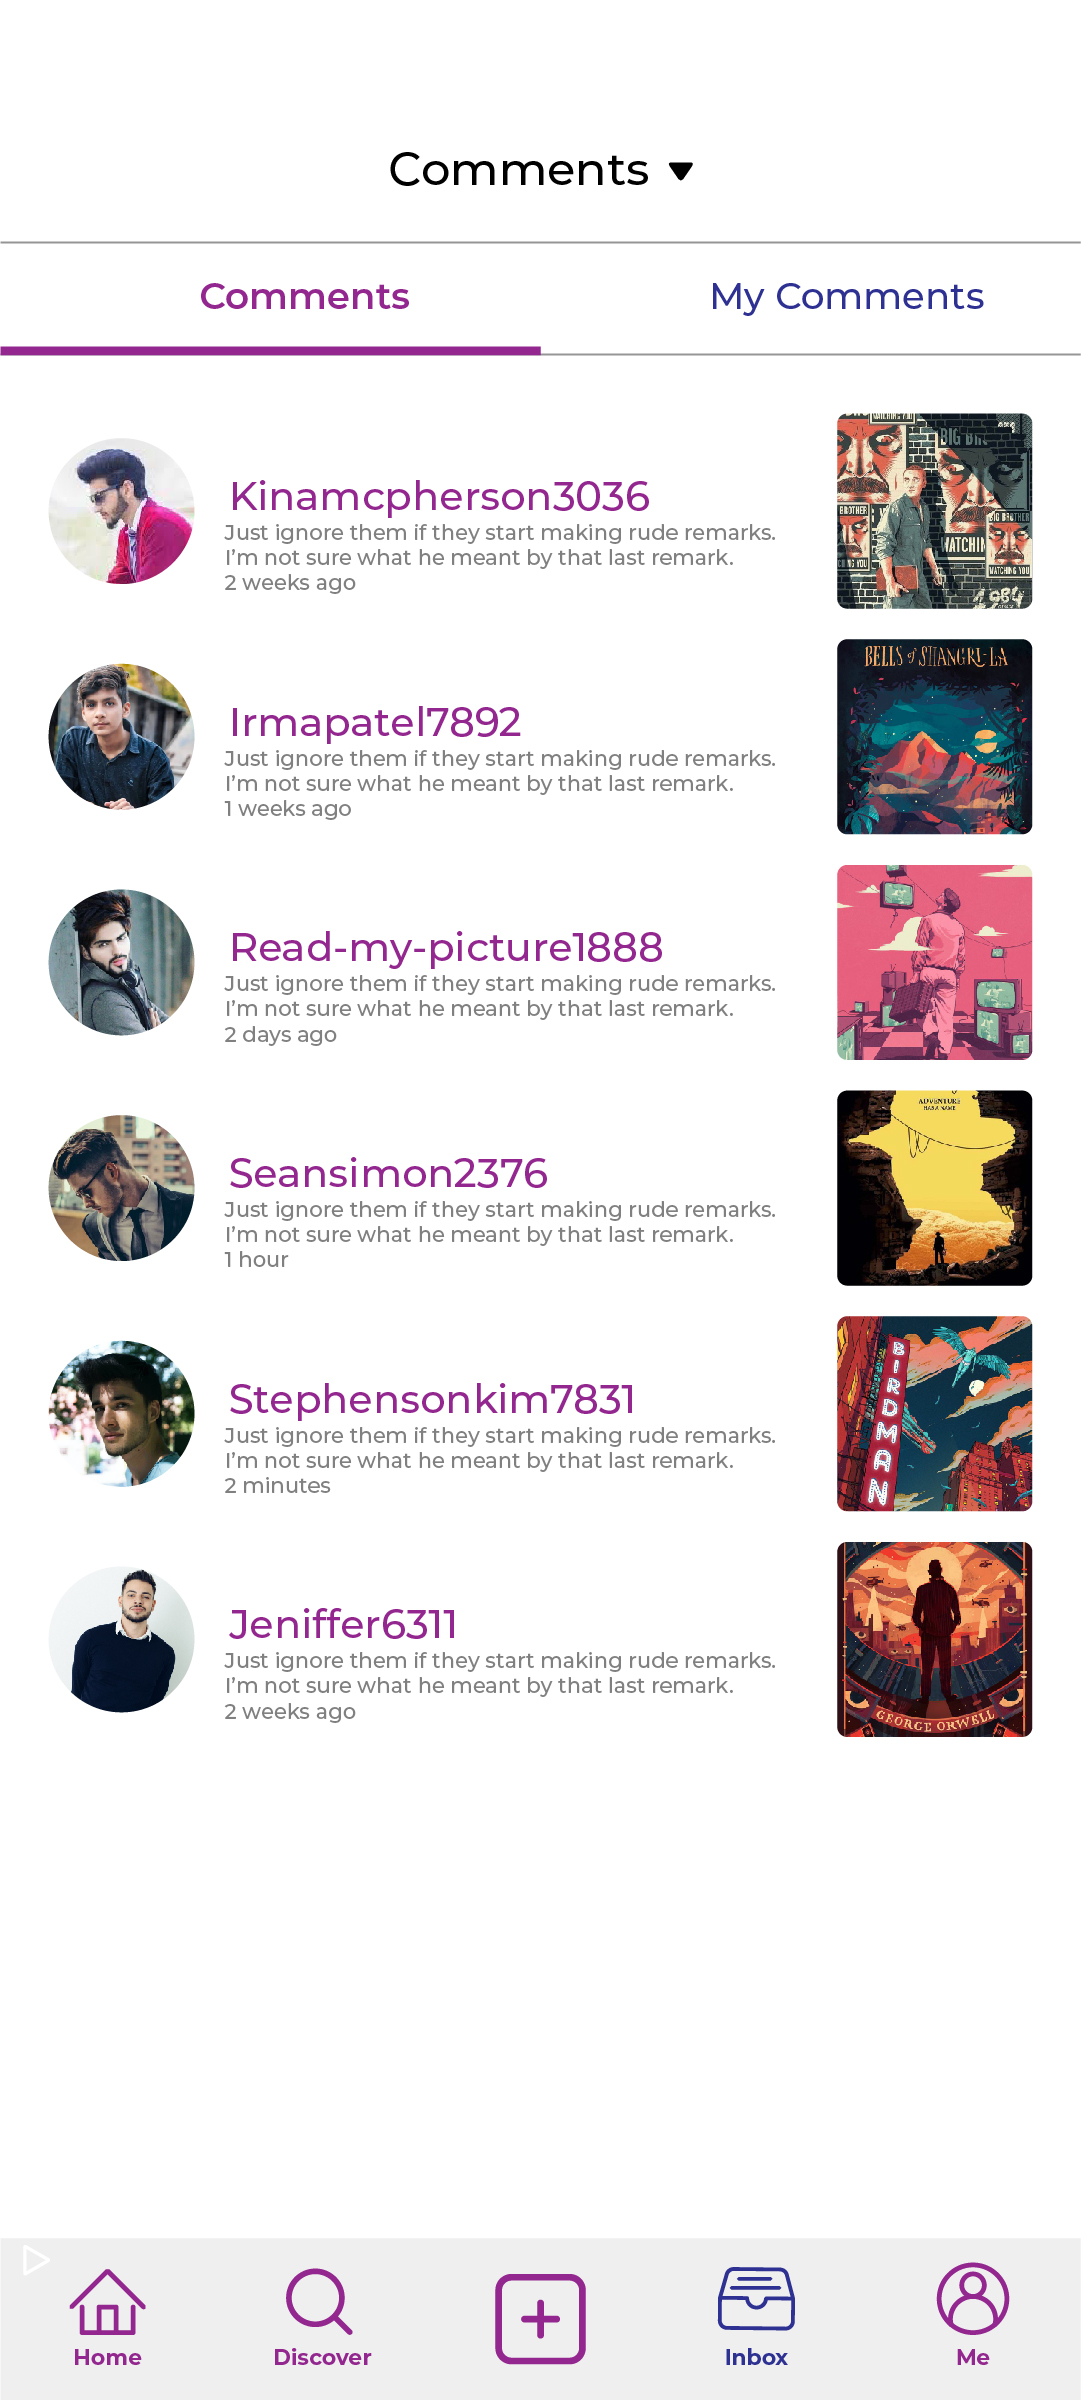 Comments
Comments
My Comments
Kinamcpherson3036
Just ignore them if they start making rude remarks.
I'm not sure what he meant by that last remark.
2 weeks ago
BIG BR
BROTHER
BIG BROTHER
WATCHING YOU
Irmapatel7892
Just ignore them if they start making rude remarks.
I'm not sure what he meant by that last remark.
1 weeks ago
BELLS of SHANGRI-LA
Read-my-picture1888
Just ignore them if they start making rude remarks.
I'm not sure what he meant by that last remark.
2 days ago
Seansimon2376
Just ignore them if they start making rude remarks.
I'm not sure what he meant by that last remark.
1 hour
ADVENTURE
HAS A NAME
Stephensonkim7831
Just ignore them if they start making rude remarks.
I'm not sure what he meant by that last remark.
2 minutes
BIRDMAN
Jeniffer6311
Just ignore them if they start making rude remarks.
I'm not sure what he meant by that last remark.
2 weeks ago
GEORGE ORWELL
Home
Discover
Inbox
Me